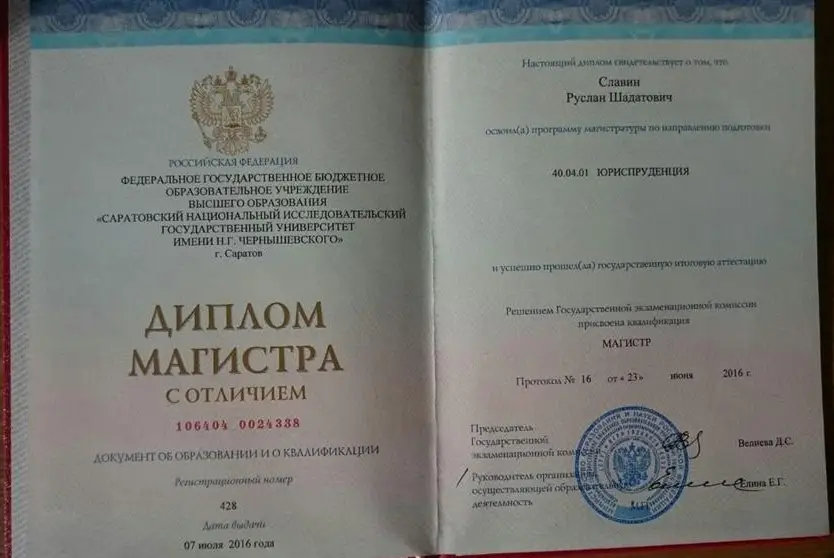 РОССИЙСКАЯ ФЕДЕРАЦИЯ
ФЕДЕРАЛЬНОЕ ГОСУДАРСТВЕННОЕ БЮДЖЕТНОЕ
ОБРАЗОВАТЕЛЬНОЕ УЧРЕЖДЕНИЕ
ВЫСШЕГО ОБРАЗОВАНИЯ
«САРАТОВСКИЙ НАЦИОНАЛЬНЫЙ ИССЛЕДОВАТЕЛЬСКИЙ
ГОСУДАРСТВЕННЫЙ УНИВЕРСИТЕТ
ИМЕНИ Н.Г. ЧЕРНЫШЕВСКОГО»
г. Саратов
ДИПЛОМ
МАГИСТРА
С ОТЛИЧИЕМ
106404 0024338
ДОКУМЕНТ ОБ ОБРАЗОВАНИИ И О КВАЛИФИКАЦИИ
Регистрационный номер
428
Дата выдачи
07 июля 2016 года
Настоящий диплом свидетельствует о том, что
Славин
Руслан Шадатович
освоил(а) программу магистратуры по направлению подготовки
40.04.01 ЮРИСПРУДЕНЦИЯ
и успешно прошел(ла) государственную итоговую аттестацию
Решением Государственной экзаменационной комиссии
присвоена квалификация
МАГИСТР
Протокол № 16 от «23» июня 2016 г.
Председатель
Государственной
экзаменационной Велиева Д.С.
Руководитель
осуществляющей Елина Е.Г.
деятельность М.П.